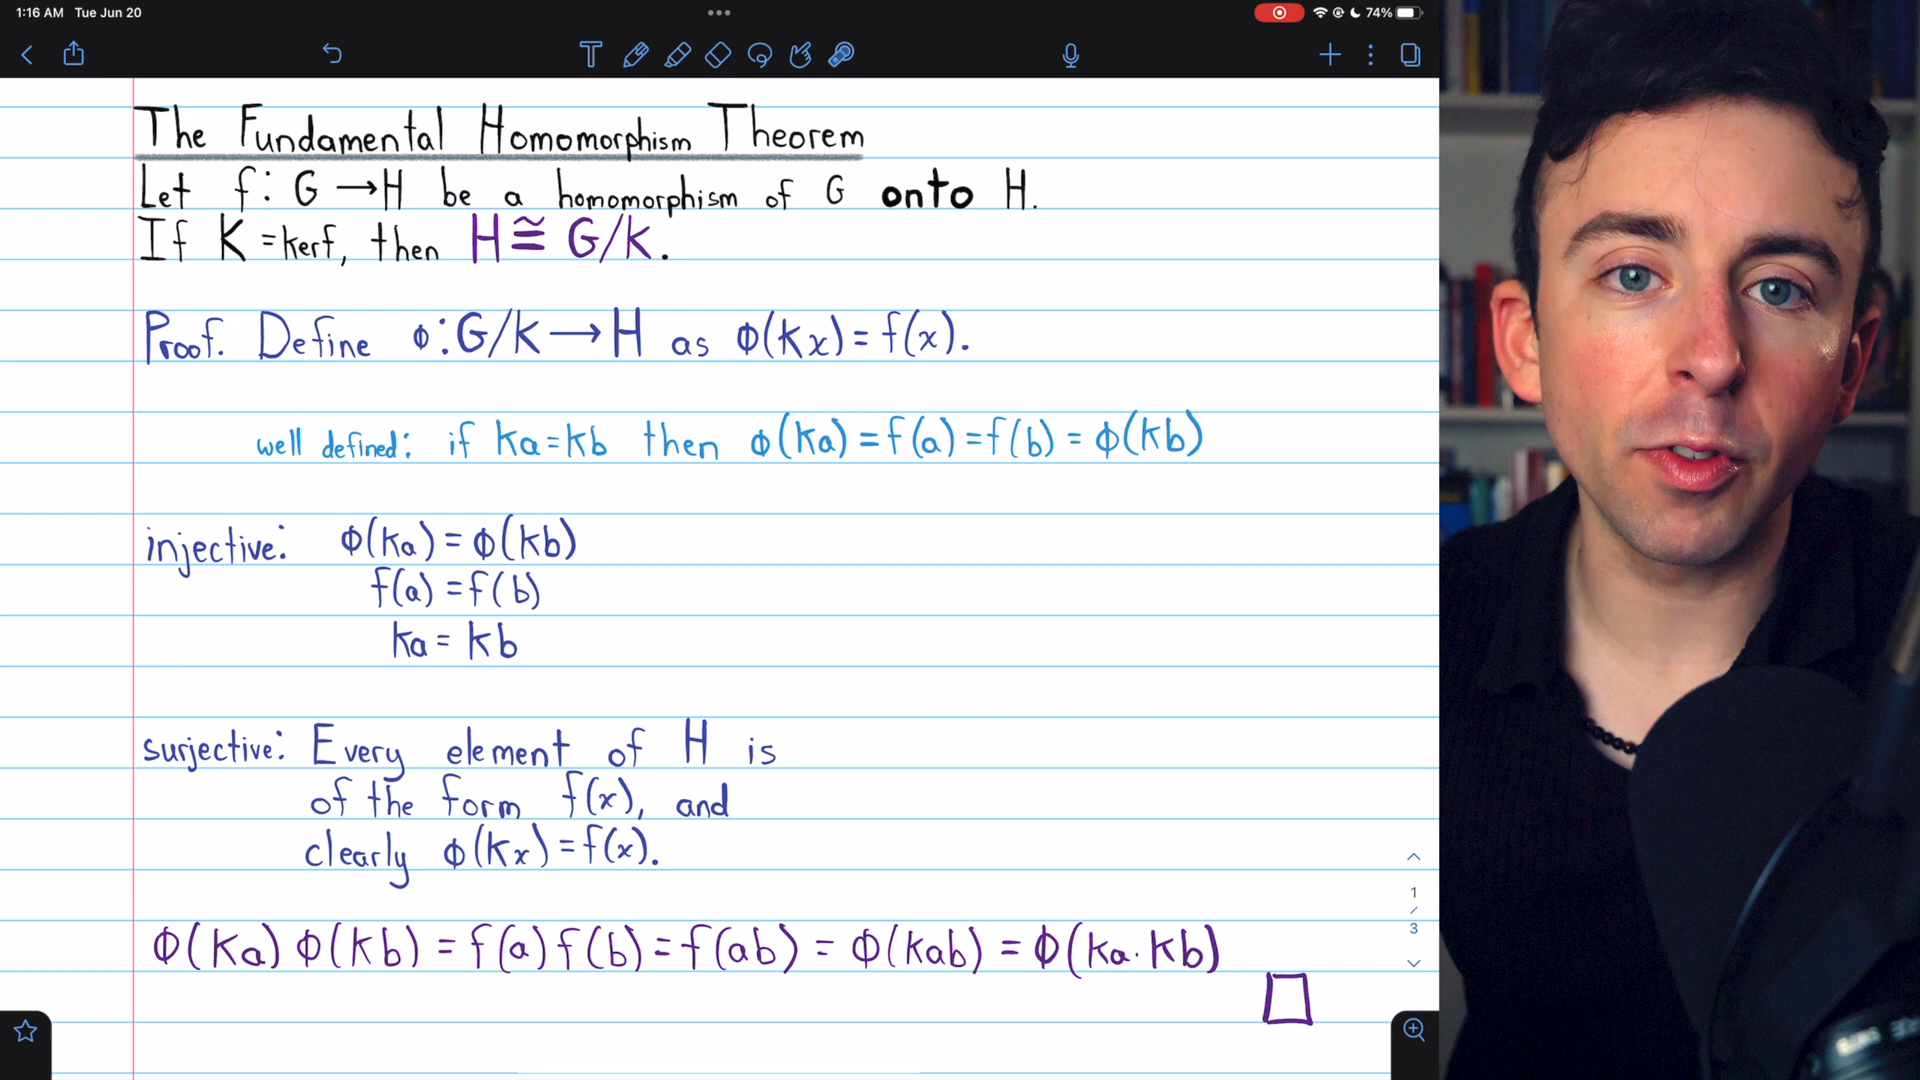 1:16 AM Tue Jun 20
74%
The Fundamental Homomorphism Theorem
Let f: G → H be a homomorphism of G onto H.
If K = kerf, then H ≅ G/K.
Proof. Define φ: G/K → H as φ(Kx) = f(x).
well defined: if Ka = Kb then φ(Ka) = f(a) = f(b) = φ(Kb)
injective: φ(Ka) = φ(Kb)
f(a) = f(b)
Ka = Kb
surjective: Every element of H is
of the form f(x), and
clearly φ(Kx) = f(x).
1
/
3
φ(Ka) φ(Kb) = f(a) f(b) = f(ab) = φ(Kab) = φ(Ka · Kb)